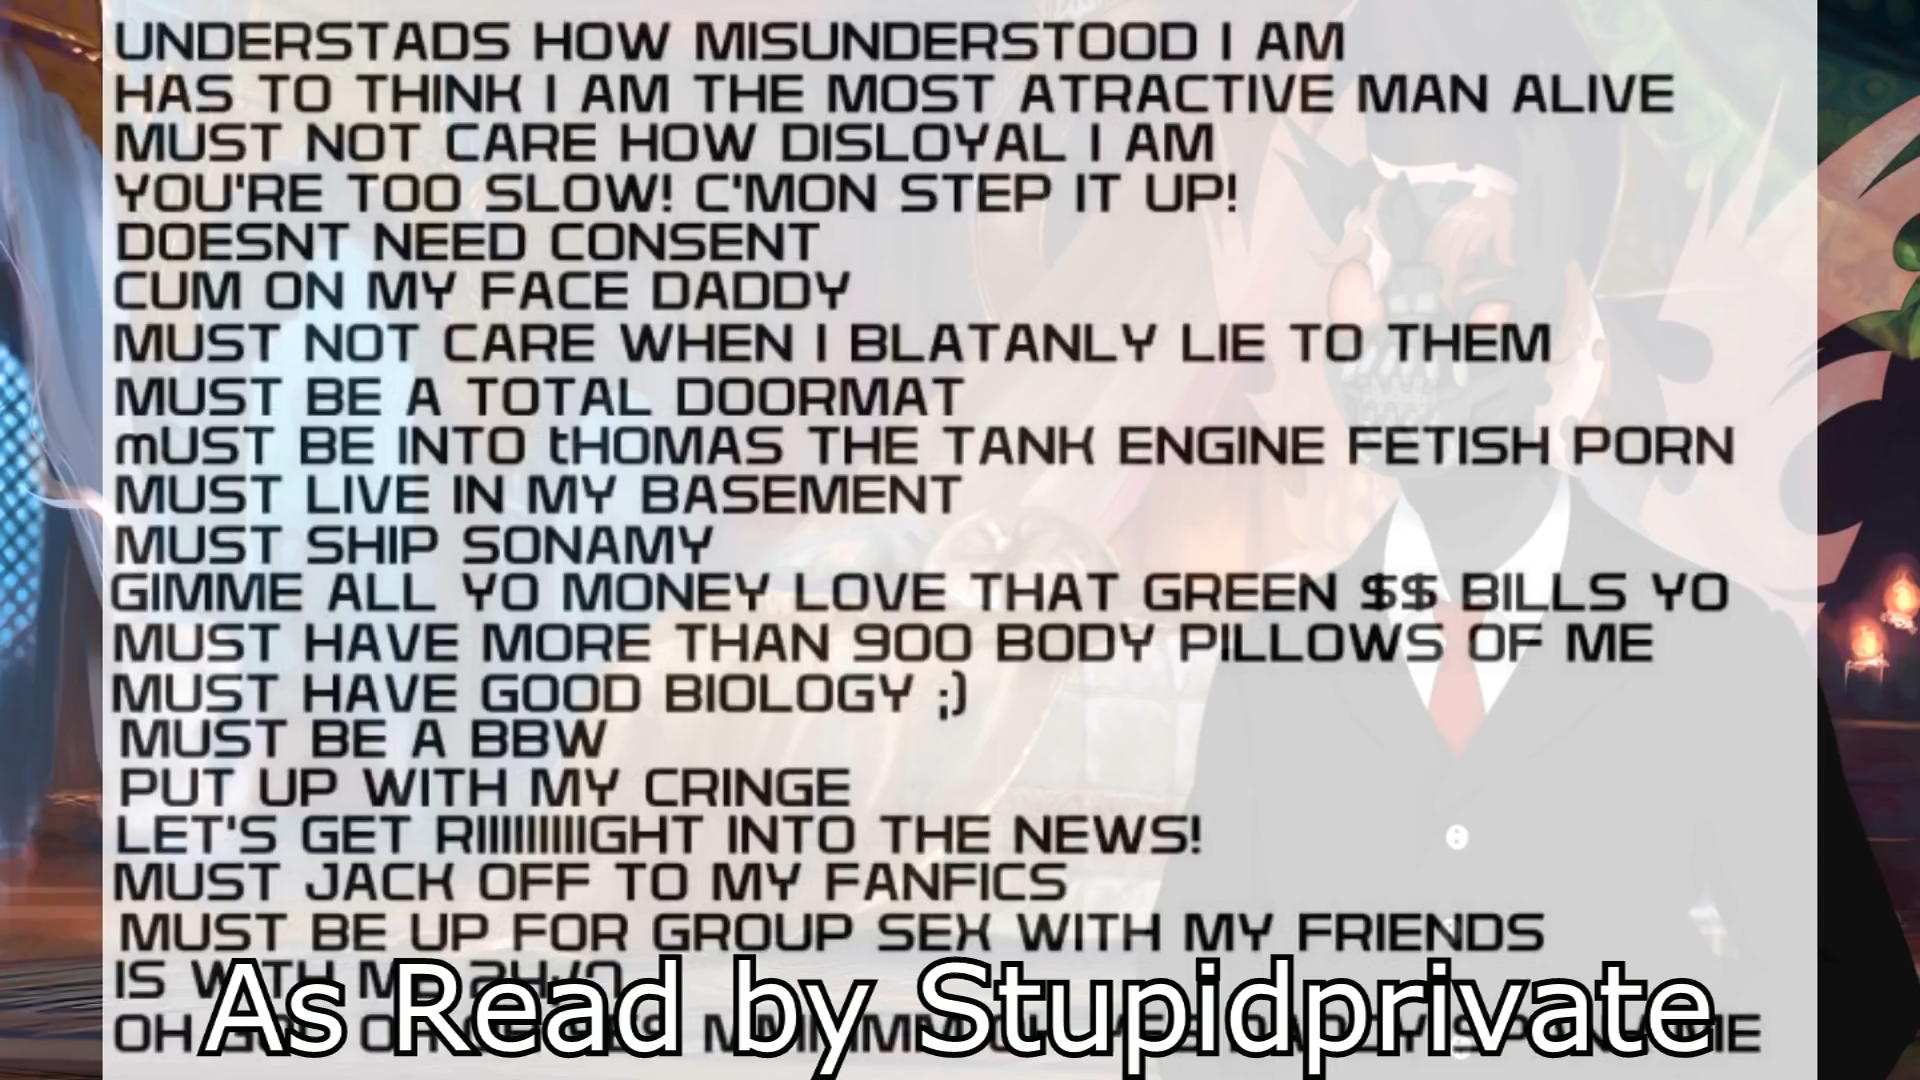 UNDERSTADS HOW MISUNDERSTOOD I AM
HAS TO THINK I AM THE MOST ATRACTIVE MAN ALIVE
MUST NOT CARE HOW DISLOYAL I AM
YOU'RE TOO SLOW! C'MON STEP IT UP!
DOESNT NEED CONSENT
CUM ON MY FACE DADDY
MUST NOT CARE WHEN I BLATANLY LIE TO THEM
MUST BE A TOTAL DOORMAT
mUST BE INTO tHOMAS THE TANK ENGINE FETISH PORN
MUST LIVE IN MY BASEMENT
MUST SHIP SONAMY
GIMME ALL YO MONEY LOVE THAT GREEN $$ BILLS YO
MUST HAVE MORE THAN 900 BODY PILLOWS OF ME
MUST HAVE GOOD BIOLOGY ;)
MUST BE A BBW
PUT UP WITH MY CRINGE
LET'S GET RIIIIIIIIIIGHT INTO THE NEWS!
MUST JACK OFF TO MY FANFICS
MUST BE UP FOR GROUP SEX WITH MY FRIENDS
IS WITH ME 24/7
OH
As Read by Stupidprivate